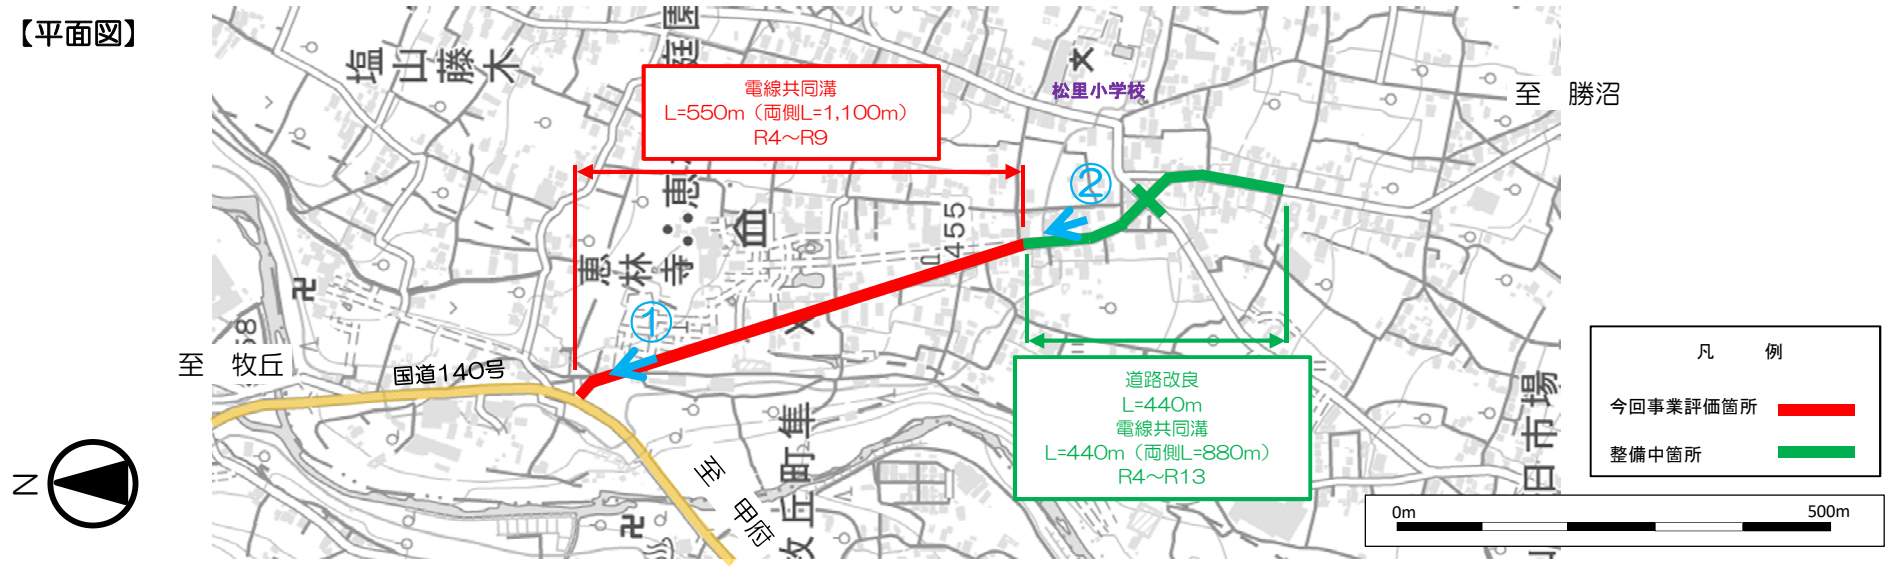 【平面図】
塩山藤木
庭園
電線共同溝
L=550m（両側L=1,100m）
R4～R9
松里小学校
至　勝沼
②
恵
恵林寺
455
①
68
至　牧丘
国道140号
道路改良
L=440m
電線共同溝
L=440m（両側L=880m）
R4～R13
凡　例
今回事業評価箇所
整備中箇所
N
至　甲府
牧丘町隼
日市場
0m
500m